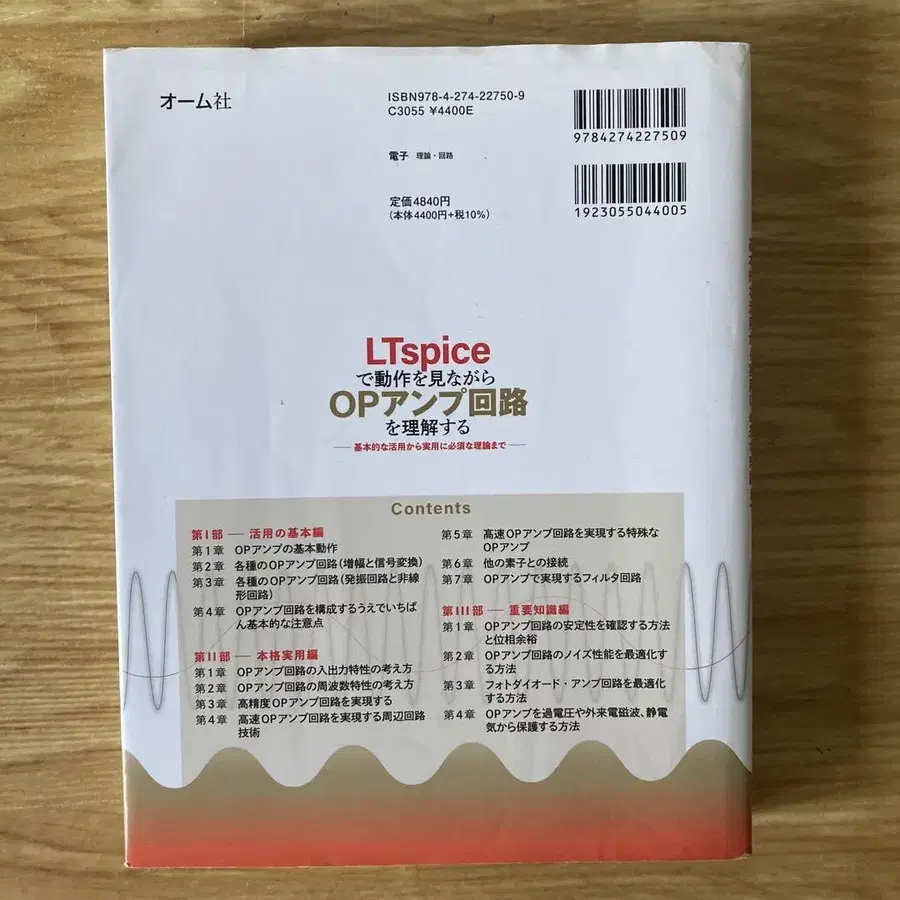 オーム社
ISBN978-4-274-22750-9
C3055 ¥4400E
9784274227509
電子 理論・回路
定価4840円
(本体4400円+税10%)
1923055044005
LTspice
で動作を見ながら
OPアンプ回路
を理解する
基本的な活用から実用に必須な理論まで
Contents
第I部 ── 活用の基本編
第1章 OPアンプの基本動作
第2章 各種のOPアンプ回路(増幅と信号変換)
第3章 各種のOPアンプ回路(発振回路と非線
形回路)
第4章 OPアンプ回路を構成するうえでいちば
ん基本的な注意点
第II部 ── 本格実用編
第1章 OPアンプ回路の入出力特性の考え方
第2章 OPアンプ回路の周波数特性の考え方
第3章 高精度OPアンプ回路を実現する
第4章 高速OPアンプ回路を実現する周辺回路
技術
第5章 高速OPアンプ回路を実現する特殊な
OPアンプ
第6章 他の素子との接続
第7章 OPアンプで実現するフィルタ回路
第III部 ── 重要知識編
第1章 OPアンプ回路の安定性を確認する方法
と位相余裕
第2章 OPアンプ回路のノイズ性能を最適化す
る方法
第3章 フォトダイオード・アンプ回路を最適化
する方法
第4章 OPアンプを過電圧や外来電磁波、静電
気から保護する方法